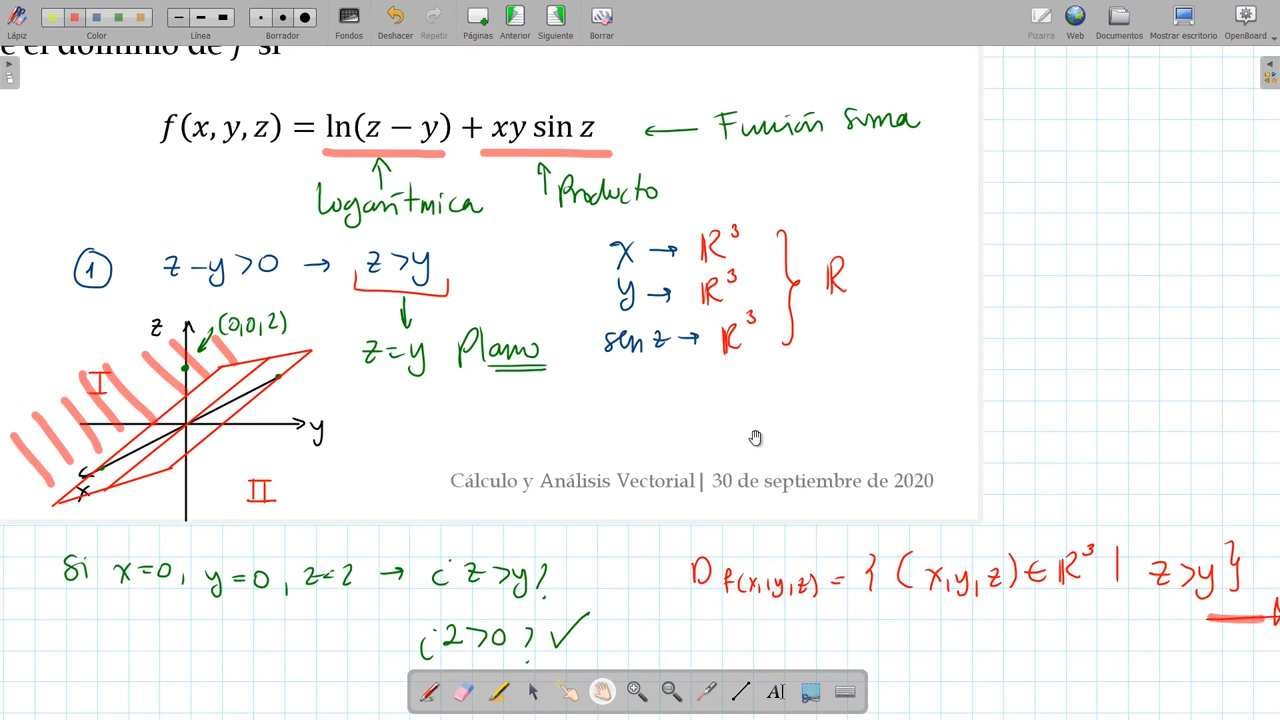 Lápiz Color Línea Borrador Fondos Deshacer Repetir Páginas Anterior Siguiente Borrar Pizarra Web Documentos Mostrar escritorio OpenBoard
e el dominio de f si
f(x, y, z) = ln(z − y) + xy sin z ← Función suma
Logarítmica
Producto
1 z − y > 0 → z > y
z = y Plano
x → ℝ³
y → ℝ³
sen z → ℝ³
} ℝ
z
(0,0,2)
I
y
x
II
Cálculo y Análisis Vectorial| 30 de septiembre de 2020
Si x=0, y=0, z=2 → ¿ z > y ?
¿ 2 > 0 ? ✓
D f(x,y,z) = { (x,y,z) ∈ ℝ³ | z > y }
AI